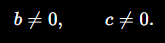 b ≠ 0, c ≠ 0.